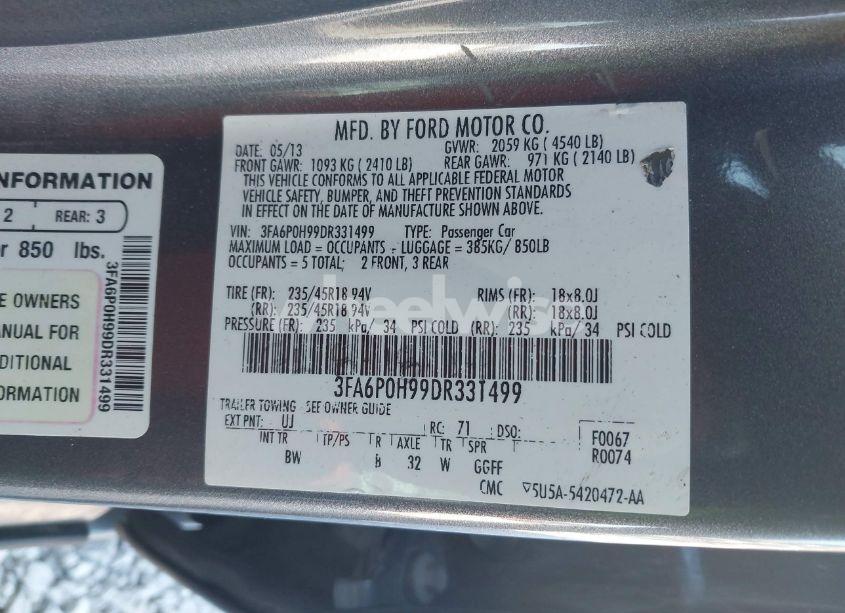 NFORMATION
2 REAR: 3
or 850 lbs.
E OWNERS
ANUAL FOR
DITIONAL
FORMATION
3FA6P0H99DR331499
MFD. BY FORD MOTOR CO.
DATE: 05/13 GVWR: 2059 KG ( 4540 LB)
FRONT GAWR: 1093 KG ( 2410 LB) REAR GAWR: 971 KG ( 2140 LB)
THIS VEHICLE CONFORMS TO ALL APPLICABLE FEDERAL MOTOR
VEHICLE SAFETY, BUMPER, AND THEFT PREVENTION STANDARDS
IN EFFECT ON THE DATE OF MANUFACTURE SHOWN ABOVE.
VIN: 3FA6P0H99DR331499 TYPE: Passenger Car
MAXIMUM LOAD = OCCUPANTS + LUGGAGE = 385KG/ 850LB
OCCUPANTS = 5 TOTAL; 2 FRONT, 3 REAR
TIRE (FR): 235/45R18 94V RIMS (FR): 18x8.0J
(RR): 235/45R18 94V (RR): 18x8.0J
PRESSURE (FR): 235 kPa/ 34 PSI COLD (RR): 235 kPa/ 34 PSI COLD
3FA6P0H99DR331499
TRAILER TOWING - SEE OWNER GUIDE
EXT PNT: UJ RC: 71 DSO: F0067
INT TR TP/PS R AXLE TR SPR R0074
BW B 32 W GGFF
CMC 5U5A-5420472-AA